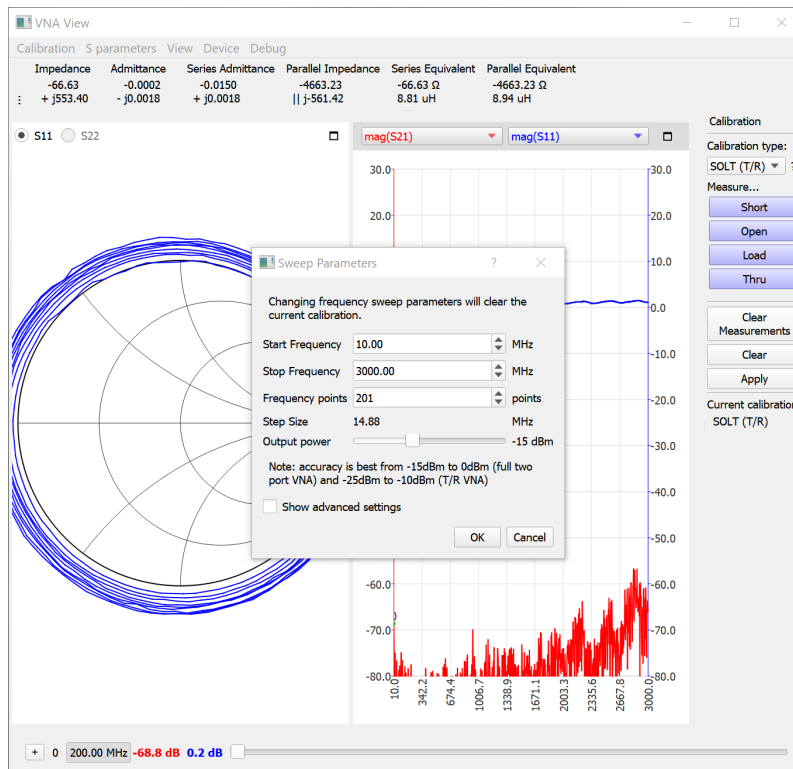 VNA View
Calibration S parameters View Device Debug
Impedance Admittance Series Admittance Parallel Impedance Series Equivalent Parallel Equivalent
-66.63 -0.0002 -0.0150 -4663.23 -66.63 Ω -4663.23 Ω
+ j553.40 - j0.0018 + j0.0018 || j-561.42 8.81 uH 8.94 uH
S11 S22
mag(S21) mag(S11)
30.0 30.0
20.0 20.0
10.0
0.0
-10.0
-20.0
-30.0
-40.0
-50.0
-60.0 -60.0
-70.0 -70.0
-80.0 -80.0
10.0 342.2 674.4 1006.7 1338.9 1671.1 2003.3 2335.6 2667.8 3000.0
Sweep Parameters ?
Changing frequency sweep parameters will clear the
current calibration.
Start Frequency 10.00 MHz
Stop Frequency 3000.00 MHz
Frequency points 201 points
Step Size 14.88 MHz
Output power -15 dBm
Note: accuracy is best from -15dBm to 0dBm (full two
port VNA) and -25dBm to -10dBm (T/R VNA)
Show advanced settings
OK Cancel
Calibration
Calibration type:
SOLT (T/R)
Measure...
Short
Open
Load
Thru
Clear
Measurements
Clear
Apply
Current calibration
SOLT (T/R)
+ 0 200.00 MHz -68.8 dB 0.2 dB